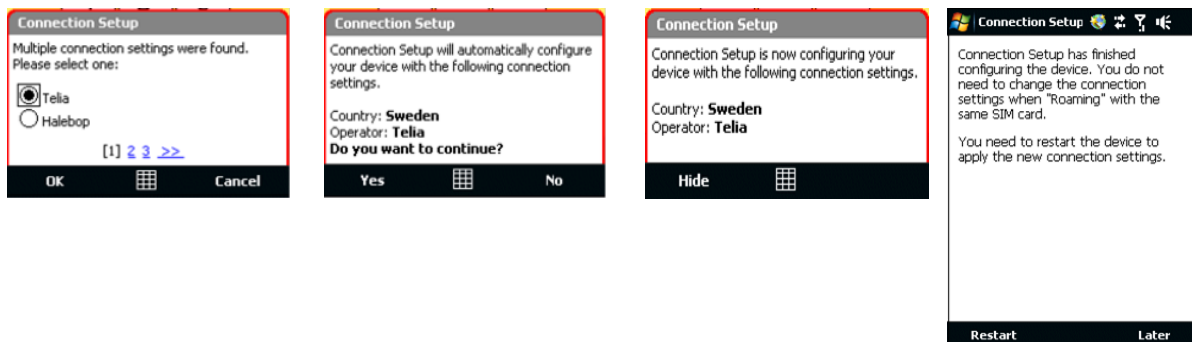 Connection Setup
Multiple connection settings were found.
Please select one:
Telia
Halebop
[1] 2 3 >>
OK Cancel
Connection Setup
Connection Setup will automatically configure
your device with the following connection
settings.
Country: Sweden
Operator: Telia
Do you want to continue?
Yes No
Connection Setup
Connection Setup is now configuring your
device with the following connection settings.
Country: Sweden
Operator: Telia
Hide
Connection Setup
Connection Setup has finished
configuring the device. You do not
need to change the connection
settings when "Roaming" with the
same SIM card.
You need to restart the device to
apply the new connection settings.
Restart Later